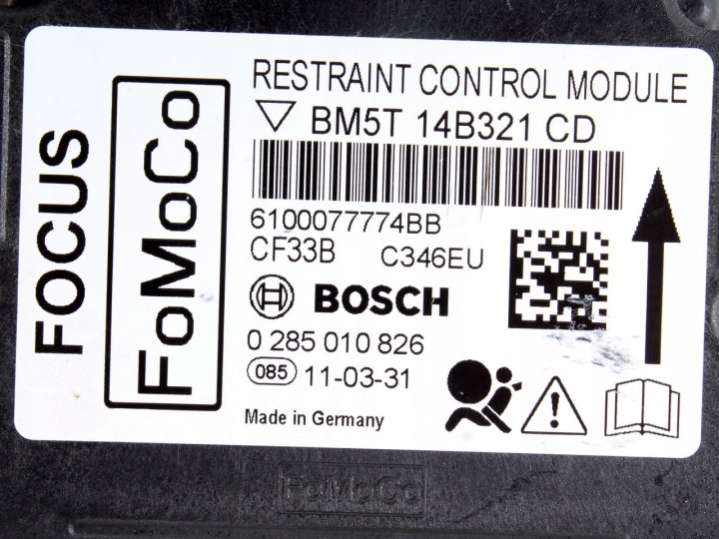 FOCUS
FoMoCo
RESTRAINT CONTROL MODULE
BM5T 14B321 CD
6100077774BB
CF33B C346EU
BOSCH
0 285 010 826
085 11-03-31
Made in Germany
FoMoCo